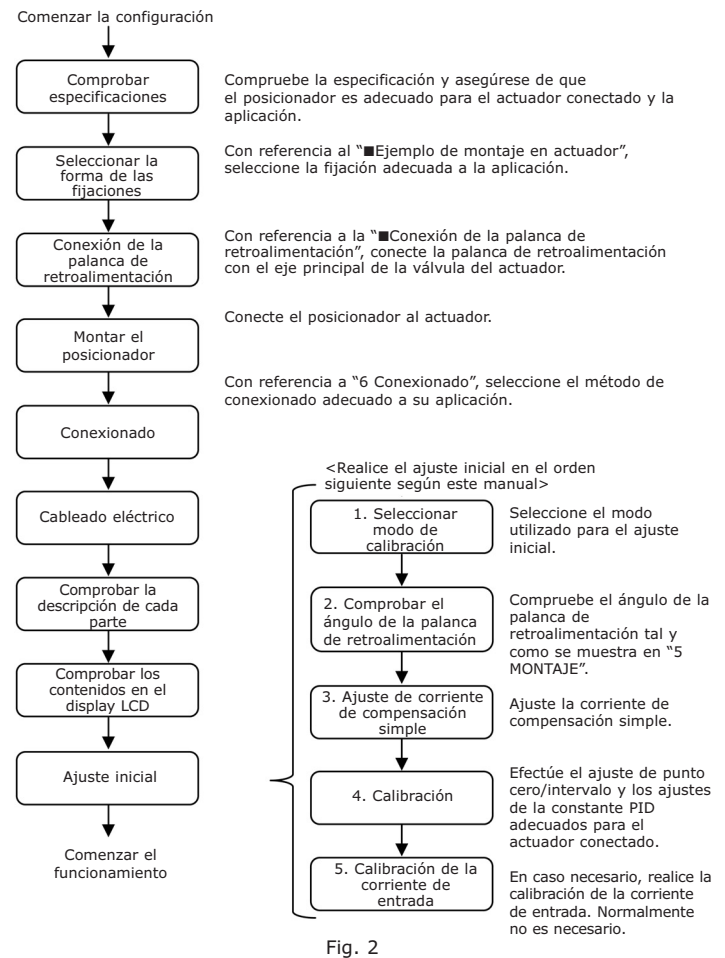 Comenzar la configuración
Comprobar
especificaciones
Compruebe la especificación y asegúrese de que
el posicionador es adecuado para el actuador conectado y la
aplicación.
Seleccionar la
forma de las
fijaciones
Con referencia al “■Ejemplo de montaje en actuador”,
seleccione la fijación adecuada a la aplicación.
Conexión de la
palanca de
retroalimentación
Con referencia a la “■Conexión de la palanca de
retroalimentación”, conecte la palanca de retroalimentación
con el eje principal de la válvula del actuador.
Montar el
posicionador
Conecte el posicionador al actuador.
Conexionado
Con referencia a “6 Conexionado”, seleccione el método de
conexionado adecuado a su aplicación.
Cableado eléctrico
Comprobar la
descripción de cada
parte
Comprobar los
contenidos en el
display LCD
Ajuste inicial
Comenzar el
funcionamiento
<Realice el ajuste inicial en el orden
siguiente según este manual>
1. Seleccionar
modo de
calibración
Seleccione el modo
utilizado para el ajuste
inicial.
2. Comprobar el
ángulo de la palanca
de retroalimentación
Compruebe el ángulo de la
palanca de
retroalimentación tal y
como se muestra en “5
MONTAJE”.
3. Ajuste de corriente
de compensación
simple
Ajuste la corriente de
compensación simple.
4. Calibración
Efectúe el ajuste de punto
cero/intervalo y los ajustes
de la constante PID
adecuados para el
actuador conectado.
5. Calibración de la
corriente de
entrada
En caso necesario, realice la
calibración de la corriente
de entrada. Normalmente
no es necesario.
Fig. 2